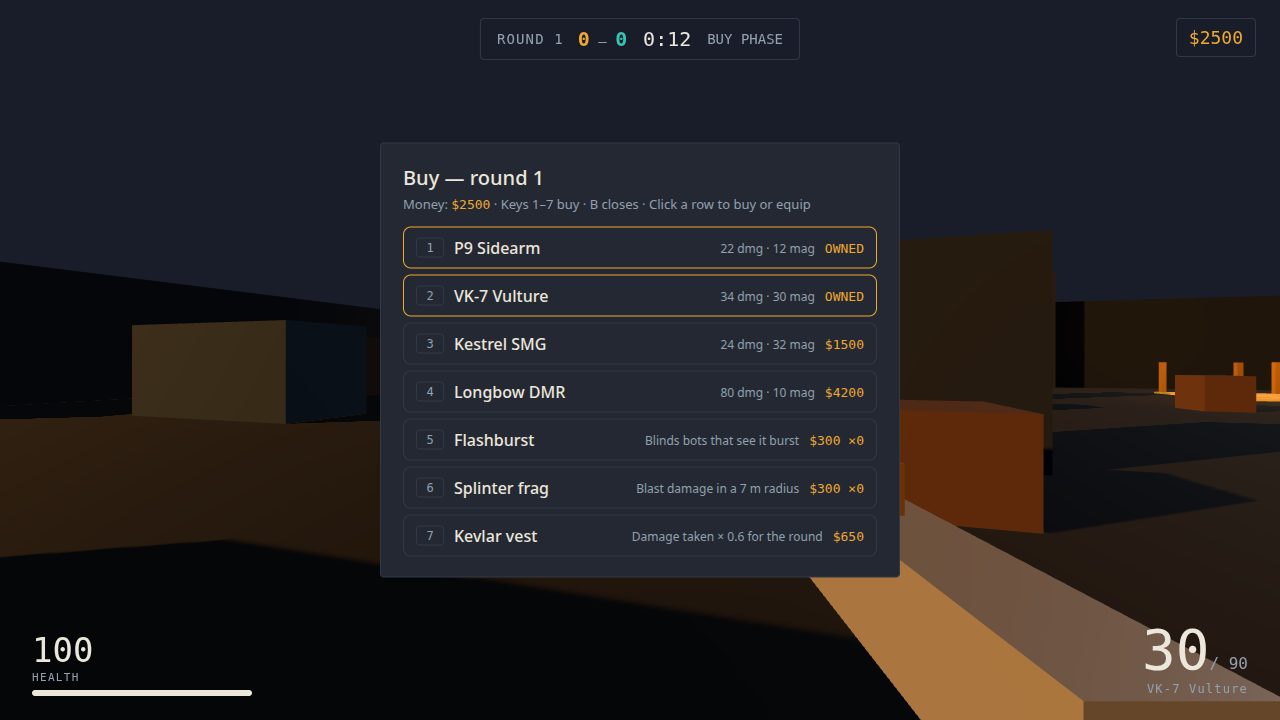 ROUND 1 0 – 0 0:12 BUY PHASE
$2500
Buy — round 1
Money: $2500 · Keys 1–7 buy · B closes · Click a row to buy or equip
1 P9 Sidearm 22 dmg · 12 mag OWNED
2 VK-7 Vulture 34 dmg · 30 mag OWNED
3 Kestrel SMG 24 dmg · 32 mag $1500
4 Longbow DMR 80 dmg · 10 mag $4200
5 Flashburst Blinds bots that see it burst $300 ×0
6 Splinter frag Blast damage in a 7 m radius $300 ×0
7 Kevlar vest Damage taken × 0.6 for the round $650
100
HEALTH
30 / 90
VK-7 Vulture